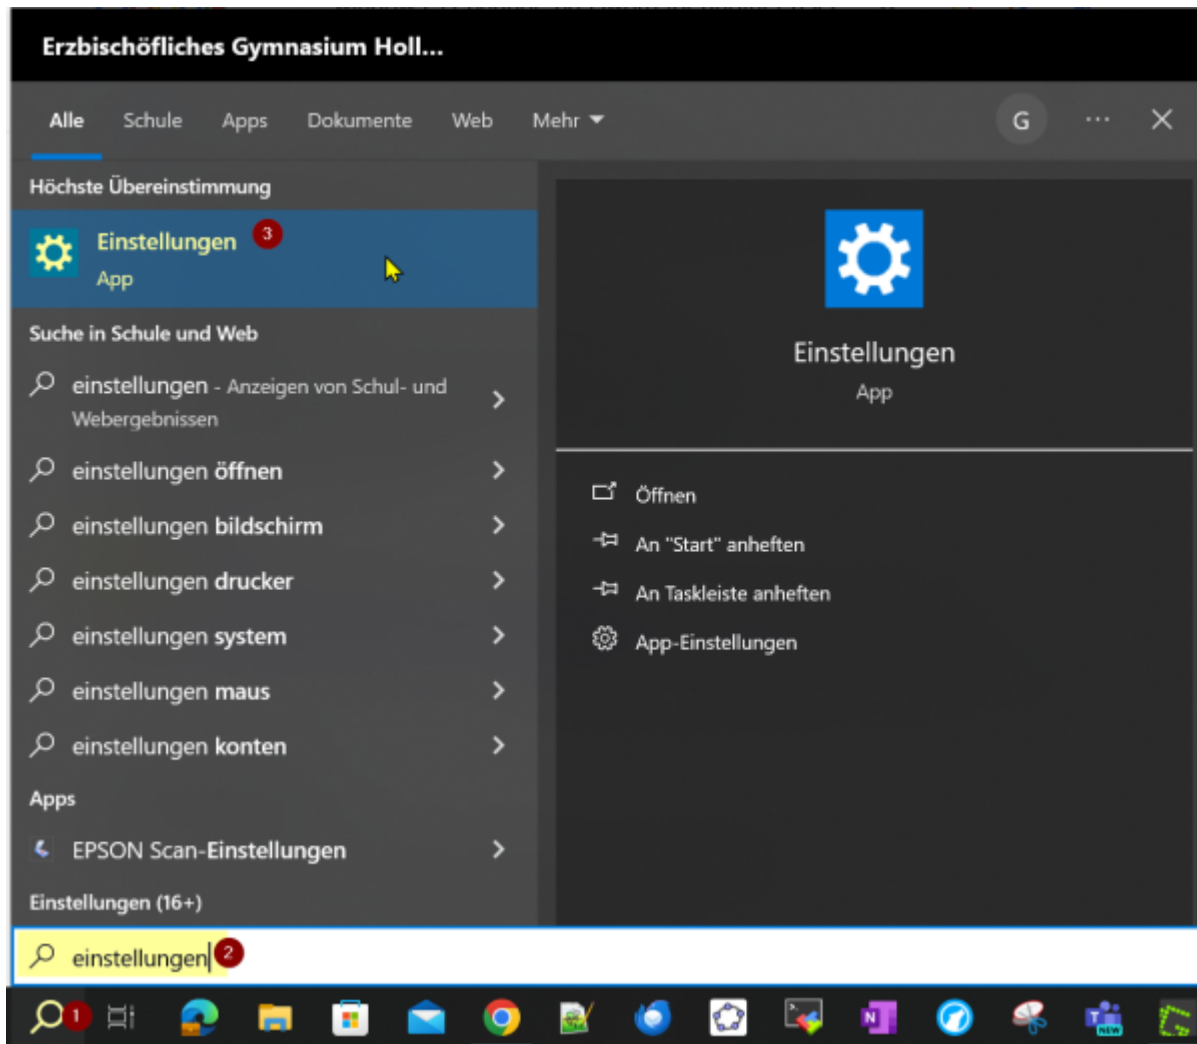 Erzbischöfliches Gymnasium Holl...
Alle Schule Apps Dokumente Web Mehr
G ...
Höchste Übereinstimmung
Einstellungen 3
App
Suche in Schule und Web
einstellungen - Anzeigen von Schul- und
Webergebnissen
einstellungen öffnen
einstellungen bildschirm
einstellungen drucker
einstellungen system
einstellungen maus
einstellungen konten
Apps
EPSON Scan-Einstellungen
Einstellungen (16+)
Einstellungen
App
Öffnen
An "Start" anheften
An Taskleiste anheften
App-Einstellungen
einstellungen 2
1
N
T
NEW